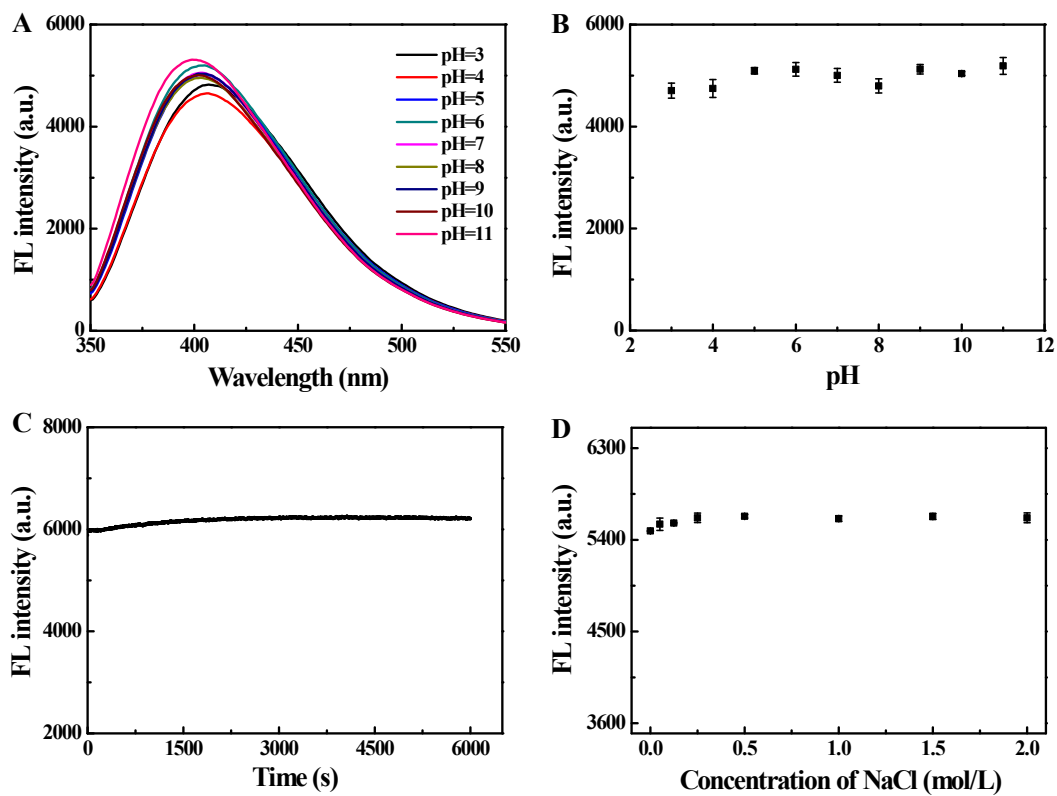 A
6000
4000
2000
0
FL intensity (a.u.)
350
400
450
500
550
Wavelength (nm)
pH=3
pH=4
pH=5
pH=6
pH=7
pH=8
pH=9
pH=10
pH=11
B
6000
4000
2000
0
FL intensity (a.u.)
2
4
6
8
10
12
pH
C
8000
6000
4000
2000
FL intensity (a.u.)
0
1500
3000
4500
6000
Time (s)
D
6300
5400
4500
3600
FL intensity (a.u.)
0.0
0.5
1.0
1.5
2.0
Concentration of NaCl (mol/L)